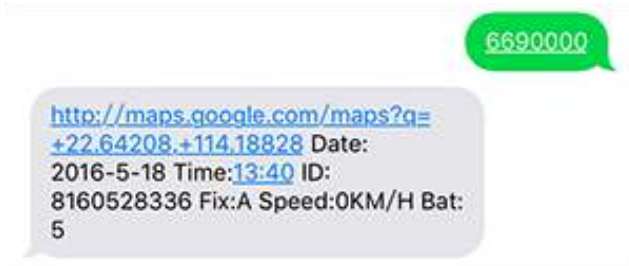 6690000
http://maps.google.com/maps?q=
+22.64208,+114.18828 Date:
2016-5-18 Time:13:40 ID:
8160528336 Fix:A Speed:0KM/H Bat:
5